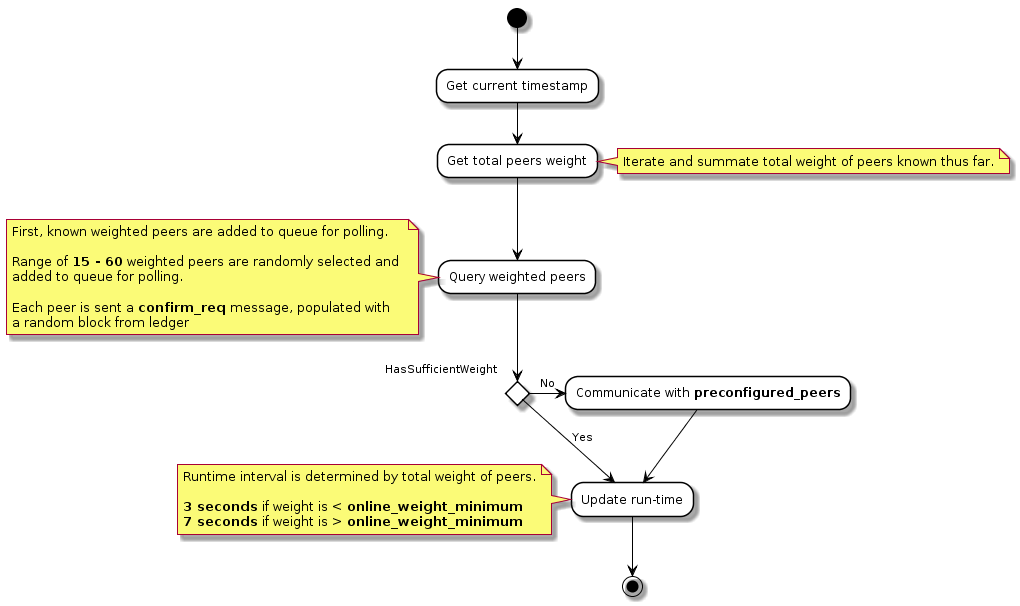 Get current timestamp
Get total peers weight
Iterate and summate total weight of peers known thus far.
First, known weighted peers are added to queue for polling.
Range of 15 - 60 weighted peers are randomly selected and
added to queue for polling.
Each peer is sent a confirm_req message, populated with
a random block from ledger
Query weighted peers
HasSufficientWeight
No
Communicate with preconfigured_peers
Yes
Runtime interval is determined by total weight of peers.
3 seconds if weight is < online_weight_minimum
7 seconds if weight is > online_weight_minimum
Update run-time